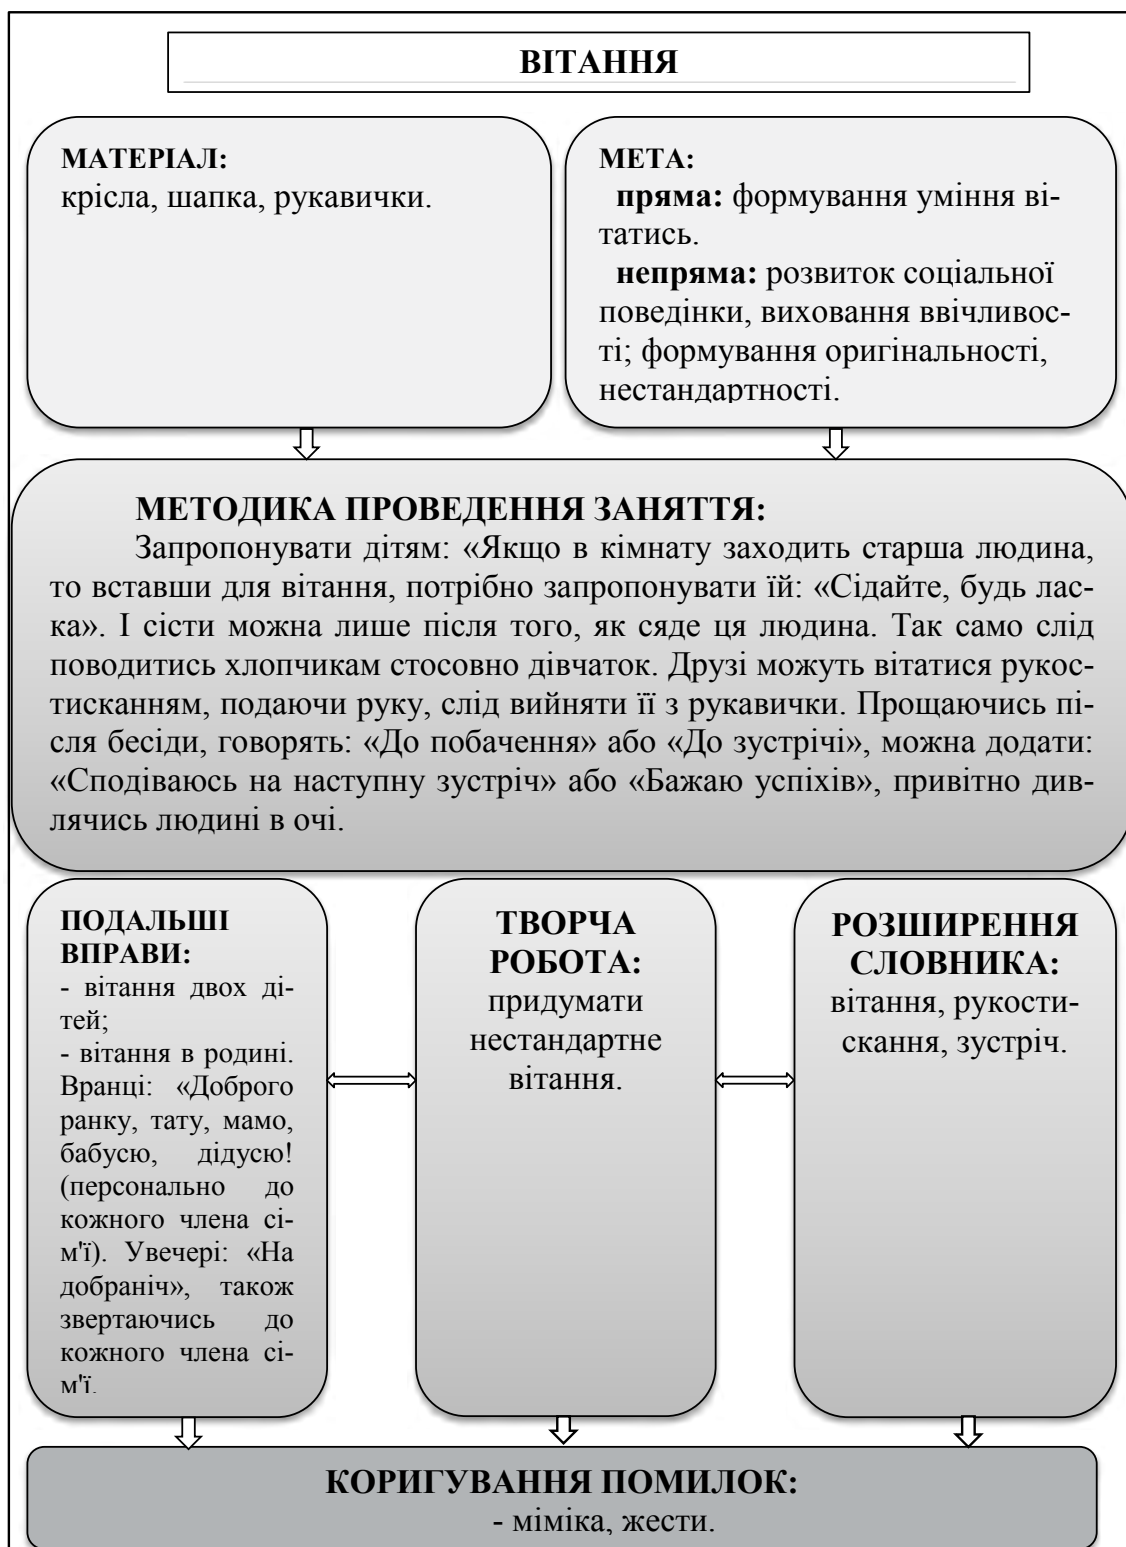 ВІТАННЯ
МАТЕРІАЛ:
крісла, шапка, рукавички.
МЕТА:
пряма: формування уміння ві-
татись.
непряма: розвиток соціальної
поведінки, виховання ввічливос-
ті; формування оригінальності,
нестандартності.
МЕТОДИКА ПРОВЕДЕННЯ ЗАНЯТТЯ:
Запропонувати дітям: «Якщо в кімнату заходить старша людина,
то вставши для вітання, потрібно запропонувати їй: «Сідайте, будь лас-
ка». І сісти можна лише після того, як сяде ця людина. Так само слід
поводитись хлопчикам стосовно дівчаток. Друзі можуть вітатися рукос-
тисканням, подаючи руку, слід вийняти її з рукавички. Прощаючись пі-
сля бесіди, говорять: «До побачення» або «До зустрічі», можна додати:
«Сподіваюсь на наступну зустріч» або «Бажаю успіхів», привітно див-
лячись людині в очі.
ПОДАЛЬШІ
ВПРАВИ:
- вітання двох ді-
тей;
- вітання в родині.
Вранці: «Доброго
ранку, тату, мамо,
бабусю, дідусю!
(персонально до
кожного члена сі-
м'ї). Увечері: «На
добраніч», також
звертаючись до
кожного члена сі-
м'ї.
ТВОРЧА
РОБОТА:
придумати
нестандартне
вітання.
РОЗШИРЕННЯ
СЛОВНИКА:
вітання, рукости-
скання, зустріч.
КОРИГУВАННЯ ПОМИЛОК:
- міміка, жести.